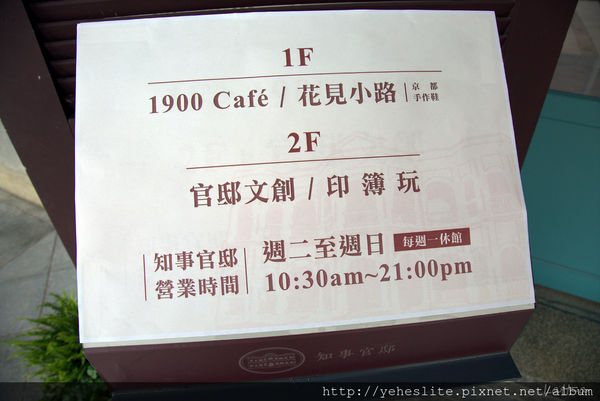 1F
1900 Café / 花見小路 | 京都手作鞋
2F
官邸文創 / 印簿玩
知事官邸 營業時間
週二至週日 每週一休館
10:30am~21:00pm
知事官邸
http://yeheslite.pixnet.net/album